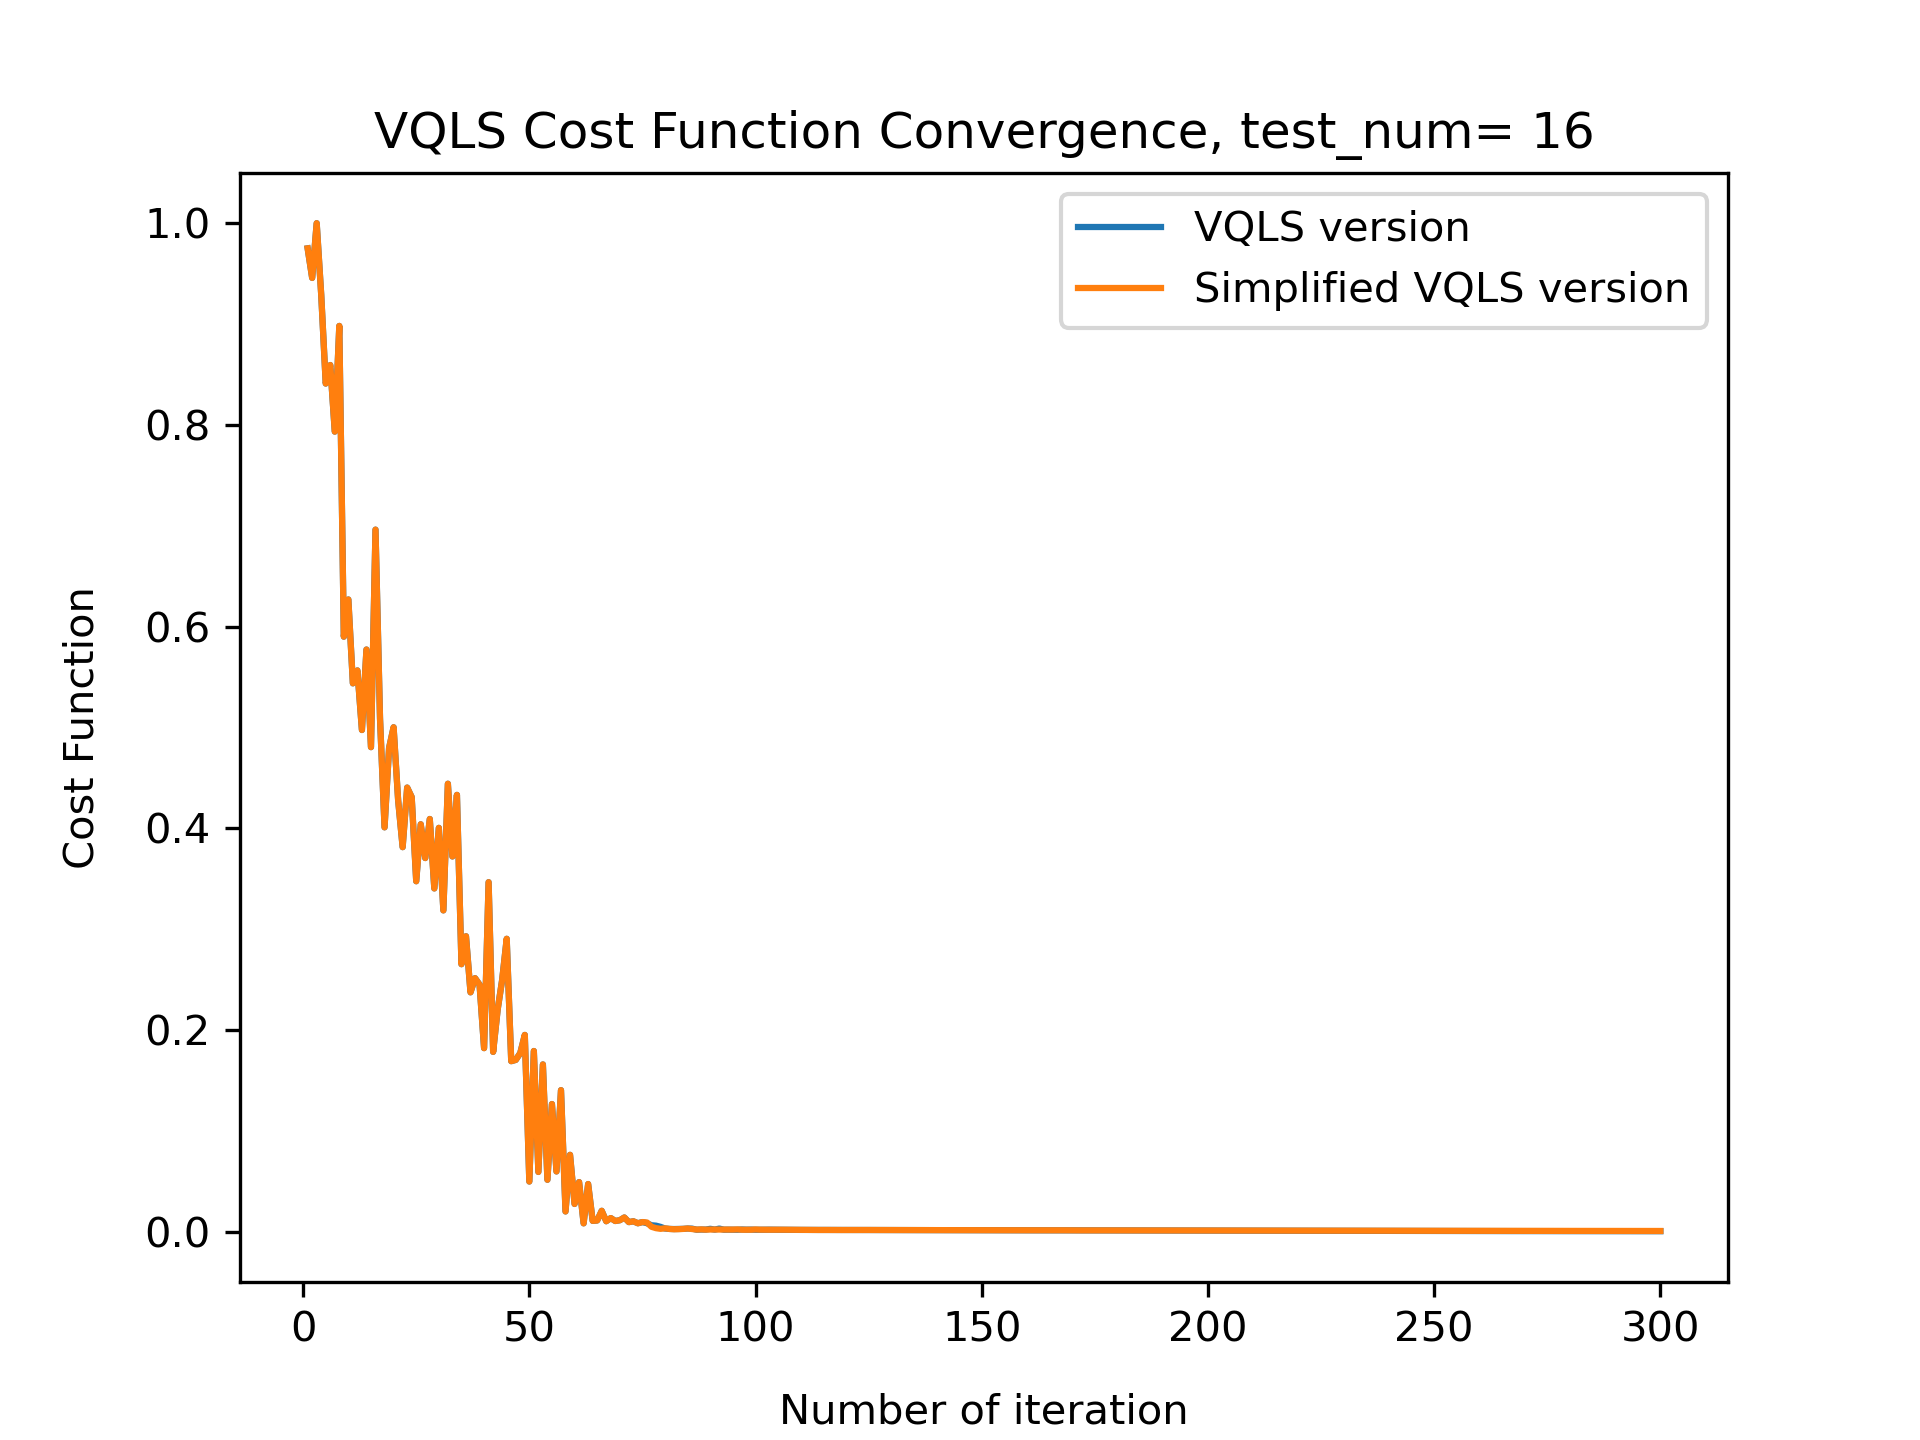 VQLS Cost Function Convergence, test_num= 16
VQLS version
Simplified VQLS version
1.0
0.8
0.6
0.4
0.2
0.0
Cost Function
0 50 100 150 200 250 300
Number of iteration